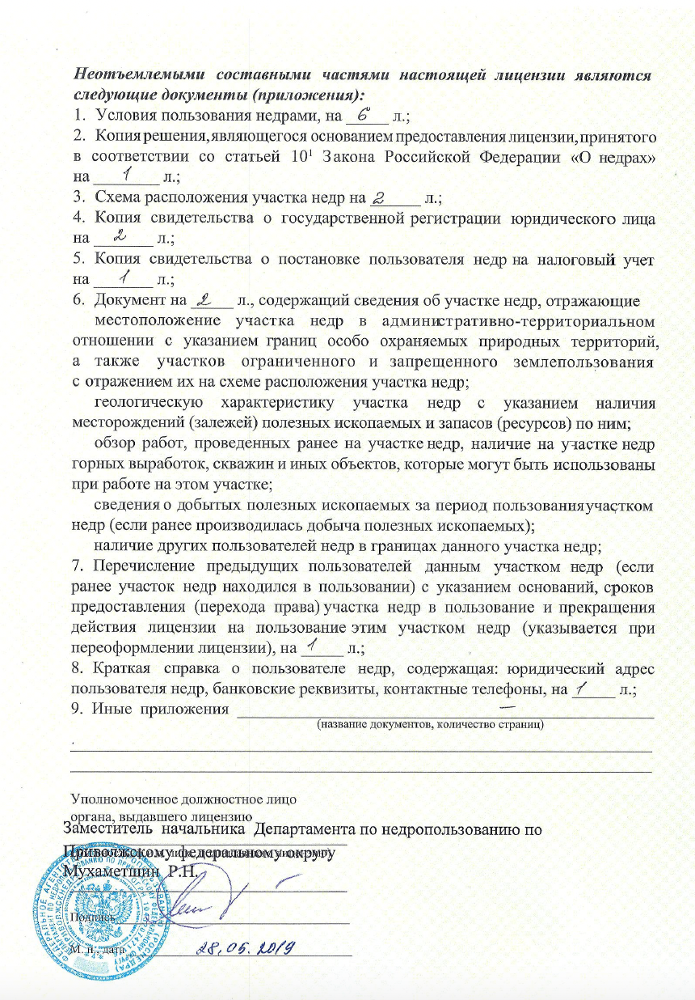 Неотъемлемыми составными частями настоящей лицензии являются
следующие документы (приложения):
1. Условия пользования недрами, на 6 л.;
2. Копия решения, являющегося основанием предоставления лицензии, принятого
в соответствии со статьей 10¹ Закона Российской Федерации «О недрах»
на 1 л.;
3. Схема расположения участка недр на 2 л.;
4. Копия свидетельства о государственной регистрации юридического лица
на 2 л.;
5. Копия свидетельства о постановке пользователя недр на налоговый учет
на 1 л.;
6. Документ на 2 л., содержащий сведения об участке недр, отражающие
местоположение участка недр в административно-территориальном
отношении с указанием границ особо охраняемых природных территорий,
а также участков ограниченного и запрещенного землепользования
с отражением их на схеме расположения участка недр;
геологическую характеристику участка недр с указанием наличия
месторождений (залежей) полезных ископаемых и запасов (ресурсов) по ним;
обзор работ, проведенных ранее на участке недр, наличие на участке недр
горных выработок, скважин и иных объектов, которые могут быть использованы
при работе на этом участке;
сведения о добытых полезных ископаемых за период пользования участком
недр (если ранее производилась добыча полезных ископаемых);
наличие других пользователей недр в границах данного участка недр;
7. Перечисление предыдущих пользователей данным участком недр (если
ранее участок недр находился в пользовании) с указанием оснований, сроков
предоставления (перехода права) участка недр в пользование и прекращения
действия лицензии на пользование этим участком недр (указывается при
переоформлении лицензии), на 1 л.;
8. Краткая справка о пользователе недр, содержащая: юридический адрес
пользователя недр, банковские реквизиты, контактные телефоны, на 1 л.;
9. Иные приложения —
(название документов, количество страниц)
Уполномоченное должностное лицо
органа, выдавшего лицензию
Заместитель начальника Департамента по недропользованию по
Приволжскому федеральному округу
Мухаметшин Р.Н.
Подпись
М. п., дата 28.05.2019